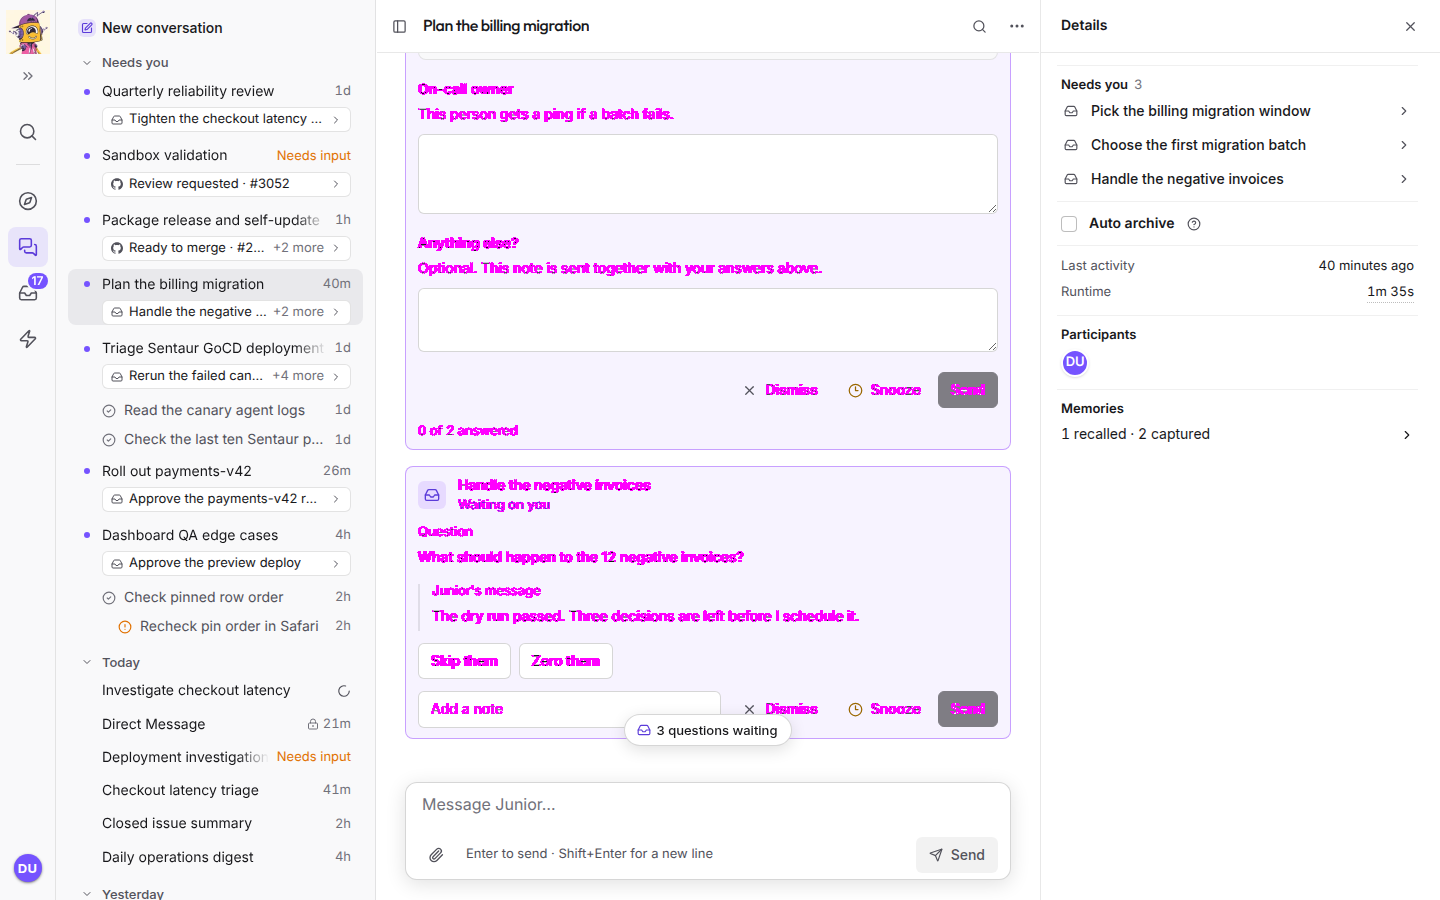 New conversation
Needs you
Quarterly reliability review 1d
Tighten the checkout latency ...
Sandbox validation Needs input
Review requested · #3052
Package release and self-update 1h
Ready to merge · #2... +2 more
Plan the billing migration 40m
Handle the negative ... +2 more
Triage Sentaur GoCD deployment 1d
Rerun the failed can... +4 more
Read the canary agent logs 1d
Check the last ten Sentaur p... 1d
Roll out payments-v42 26m
Approve the payments-v42 r...
Dashboard QA edge cases 4h
Approve the preview deploy
Check pinned row order 2h
Recheck pin order in Safari 2h
Today
Investigate checkout latency
Direct Message 21m
Deployment investigation Needs input
Checkout latency triage 41m
Closed issue summary 2h
Daily operations digest 4h
Yesterday
17
DU
Plan the billing migration
On-call owner
This person gets a ping if a batch fails.
Anything else?
Optional. This note is sent together with your answers above.
Dismiss Snooze Send
0 of 2 answered
Handle the negative invoices
Waiting on you
Question
What should happen to the 12 negative invoices?
Junior's message
The dry run passed. Three decisions are left before I schedule it.
Skip them Zero them
Add a note Dismiss Snooze Send
3 questions waiting
Message Junior...
Enter to send · Shift+Enter for a new line Send
Details
Needs you 3
Pick the billing migration window
Choose the first migration batch
Handle the negative invoices
Auto archive
Last activity 40 minutes ago
Runtime 1m 35s
Participants
DU
Memories
1 recalled · 2 captured